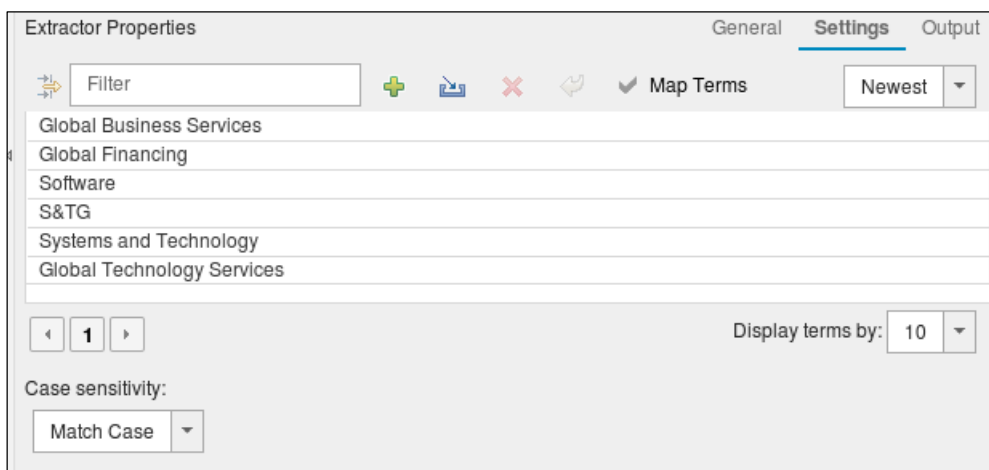 Extractor Properties General Settings Output
Filter Map Terms Newest
Global Business Services
Global Financing
Software
S&TG
Systems and Technology
Global Technology Services
1 Display terms by: 10
Case sensitivity:
Match Case